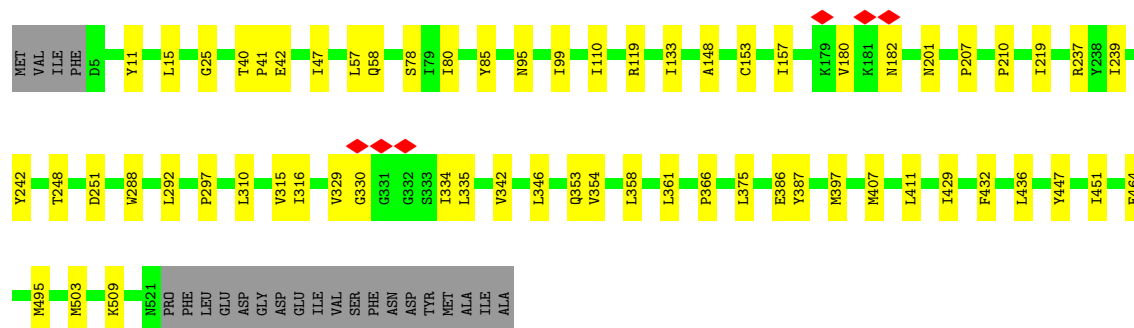 MET VAL ILE PHE D5 Y11 L15 G25 T40 P41 E42 I47 L57 Q58 S78 I79 I80 Y85 N95 I99 I110 R119 I133 A148 C153 I157 K179 V180 K181 N182 N201 P207 P210 I219 R237 Y238 I239
Y242 T248 D251 W288 L292 P297 L310 V315 I316 V329 G330 G331 G332 S333 I334 L335 V342 L346 Q353 V354 L358 L361 P366 L375 E386 Y387 M397 M407 L411 I429 F432 L436 Y447 I451
M495 M503 K509 N521 PRO PHE LEU GLU ASP GLY ASP ASP GLU ILE VAL SER PHE ASN ASP TYR MET ALA ILE ALA